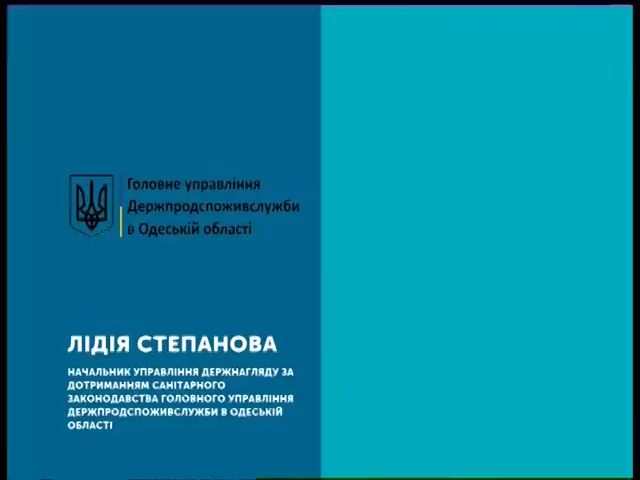 Головне управління
Держпродспоживслужби
в Одеській області
ЛІДІЯ СТЕПАНОВА
НАЧАЛЬНИК УПРАВЛІННЯ ДЕРЖНАГЛЯДУ ЗА
ДОТРИМАННЯМ САНІТАРНОГО
ЗАКОНОДАВСТВА ГОЛОВНОГО УПРАВЛІННЯ
ДЕРЖПРОДСПОЖИВСЛУЖБИ В ОДЕСЬКІЙ
ОБЛАСТІ